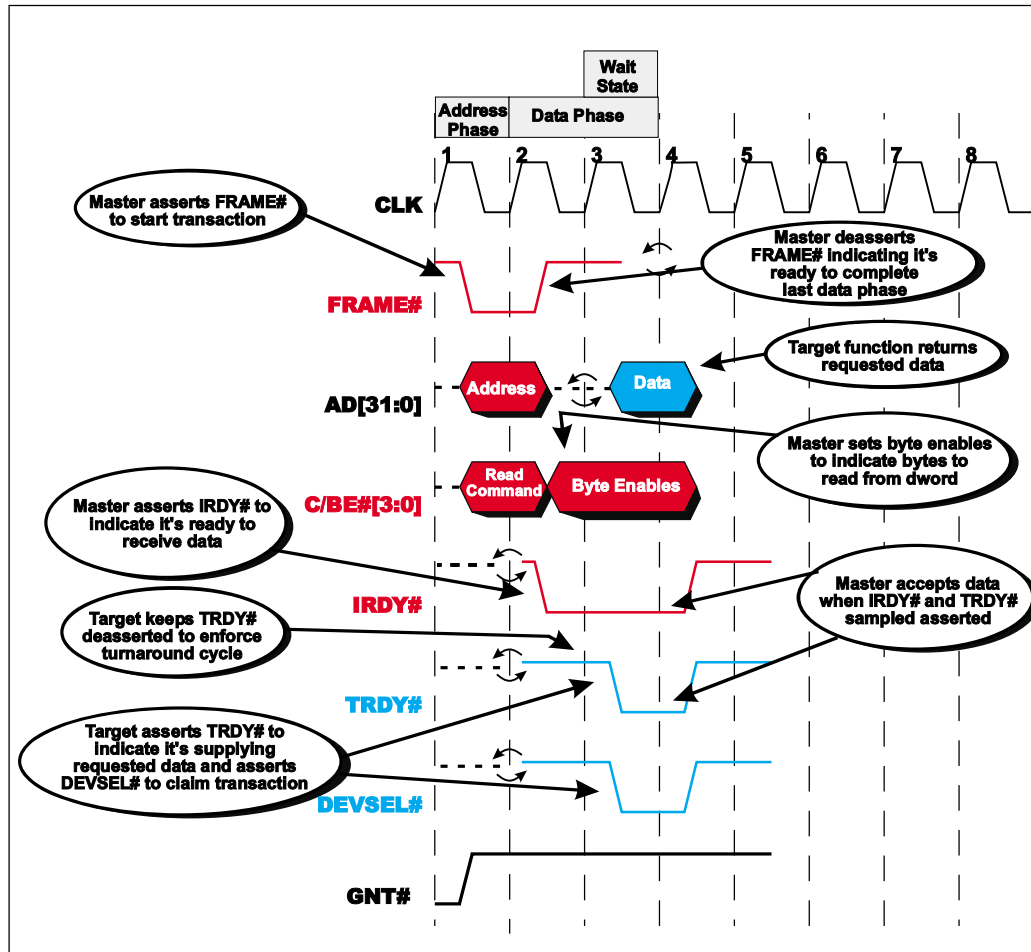 Wait
State
Address
Phase
Data Phase
1 2 3 4 5 6 7 8
CLK
Master asserts FRAME#
to start transaction
Master deasserts
FRAME# indicating it's
ready to complete
last data phase
FRAME#
Target function returns
requested data
Address
Data
AD[31:0]
Master sets byte enables
to indicate bytes to
read from dword
Read
Command
Byte Enables
C/BE#[3:0]
Master asserts IRDY# to
indicate it's ready to
receive data
IRDY#
Master accepts data
when IRDY# and TRDY#
sampled asserted
Target keeps TRDY#
deasserted to enforce
turnaround cycle
TRDY#
Target asserts TRDY# to
indicate it's supplying
requested data and asserts
DEVSEL# to claim transaction
DEVSEL#
GNT#